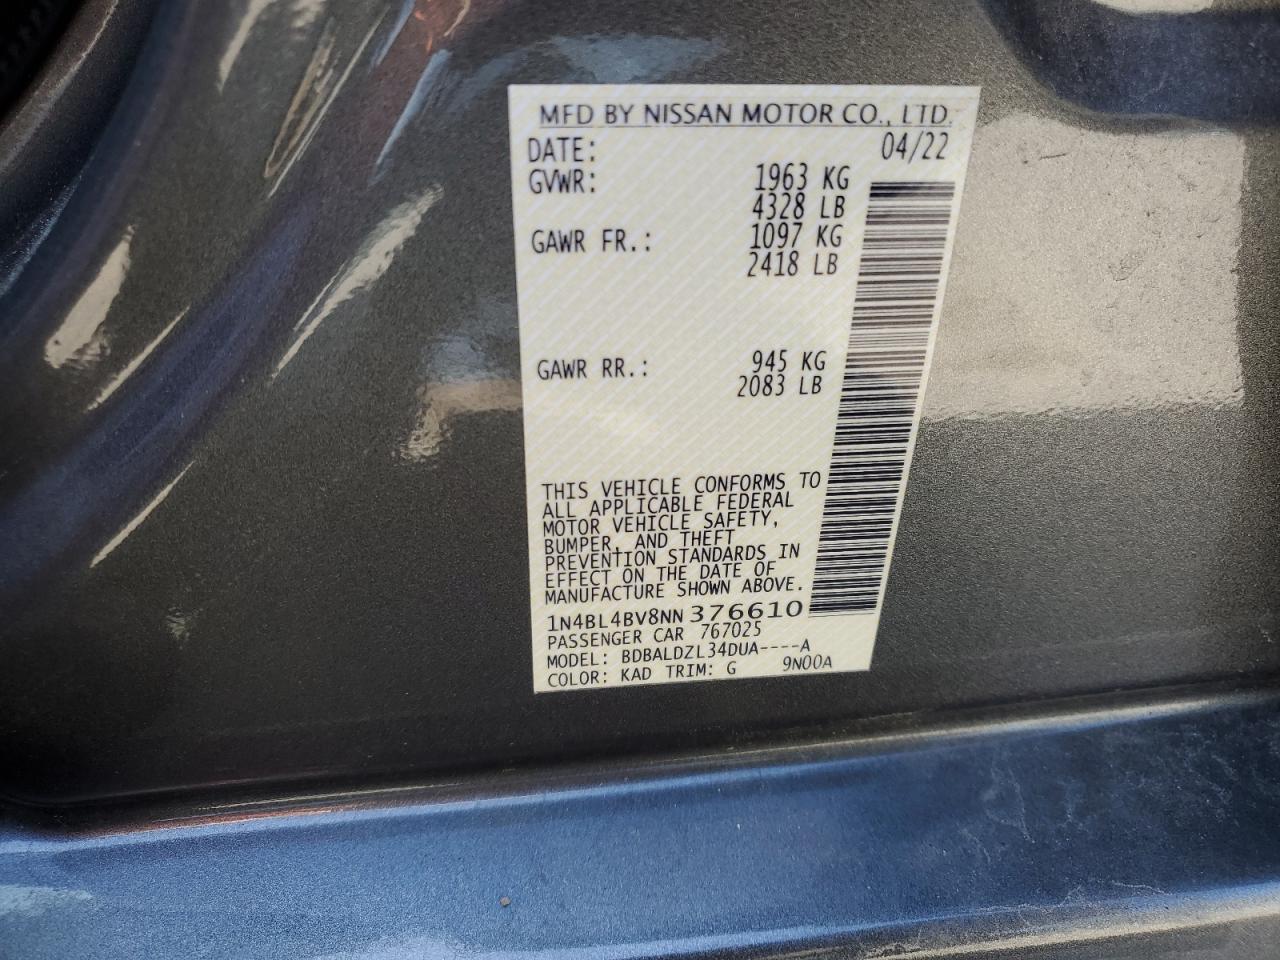 MFD BY NISSAN MOTOR CO., LTD.
DATE: 04/22
GVWR: 1963 KG
4328 LB
GAWR FR.: 1097 KG
2418 LB
GAWR RR.: 945 KG
2083 LB
THIS VEHICLE CONFORMS TO
ALL APPLICABLE FEDERAL
MOTOR VEHICLE SAFETY,
BUMPER, AND THEFT
PREVENTION STANDARDS IN
EFFECT ON THE DATE OF
MANUFACTURE SHOWN ABOVE.
1N4BL4BV8NN376610
PASSENGER CAR 767025
MODEL: BDBALDZL34DUA----A
COLOR: KAD TRIM: G 9N00A